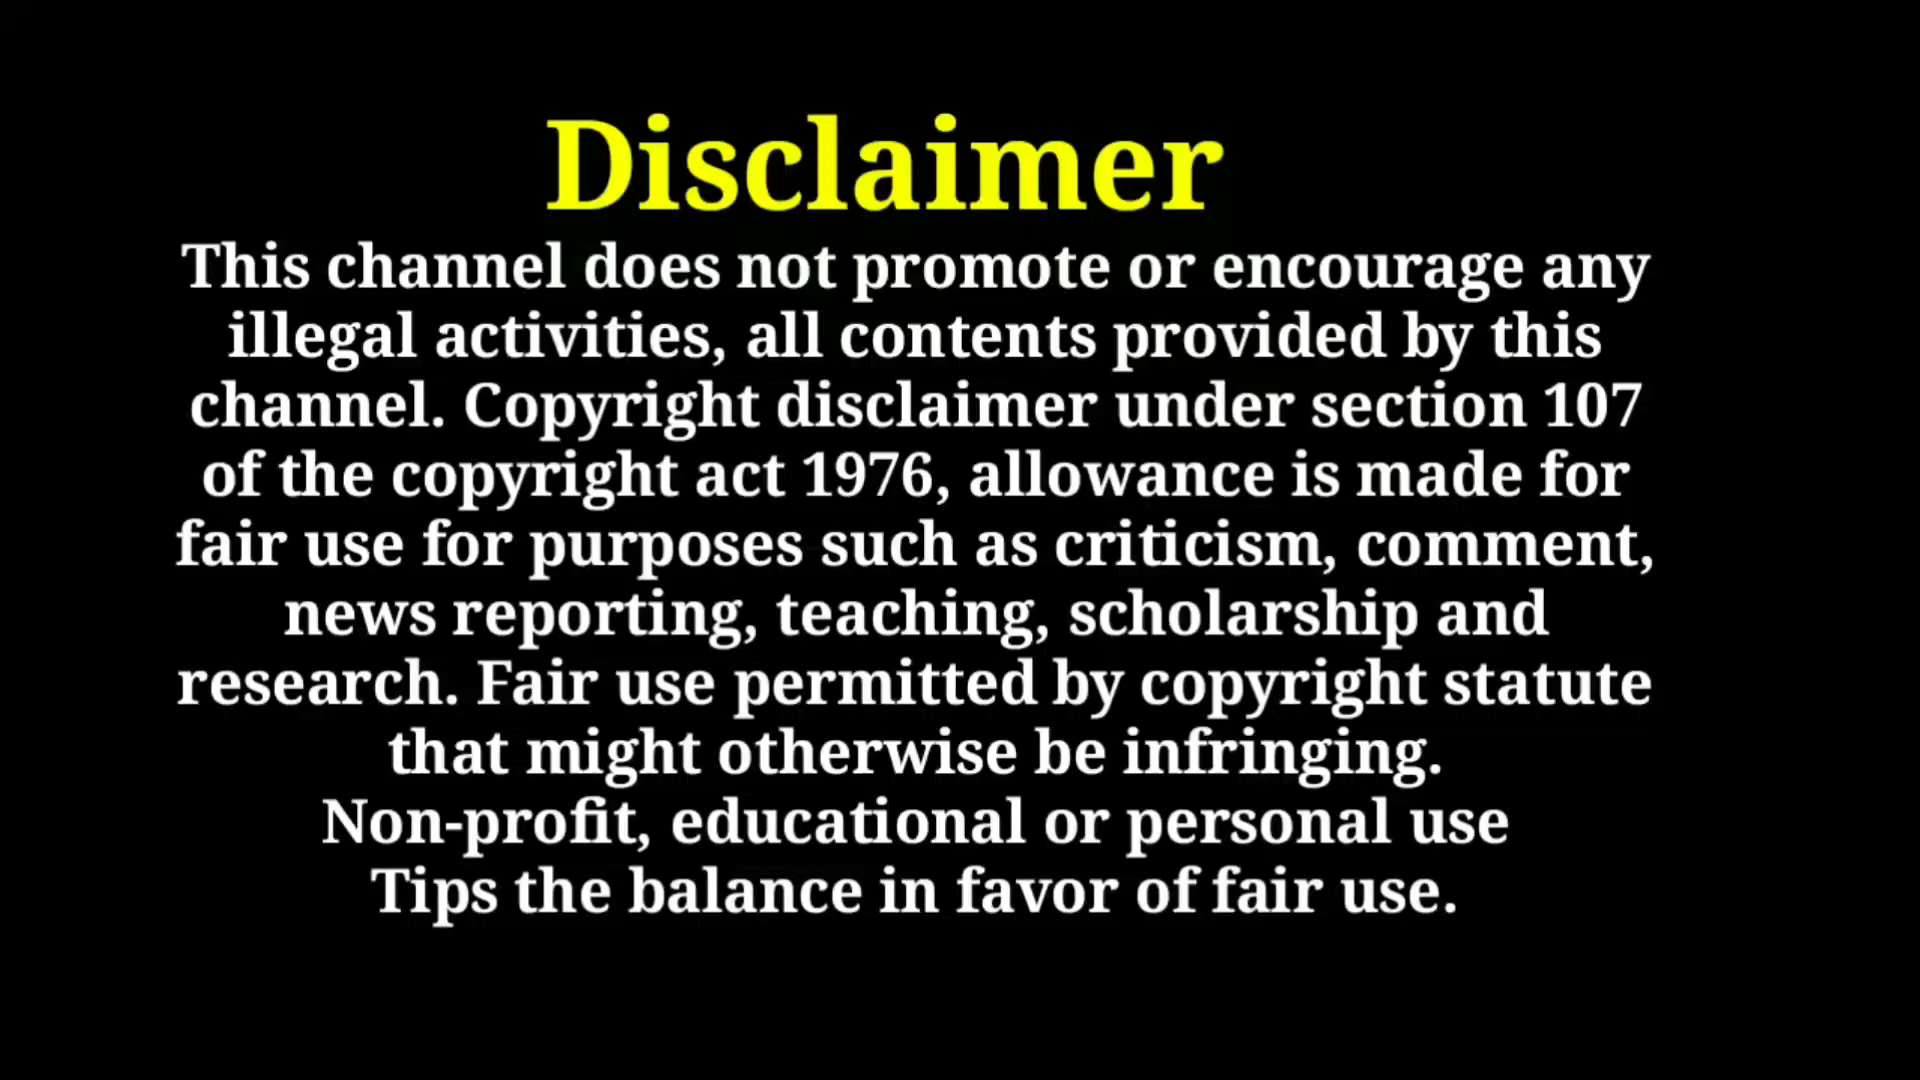 Disclaimer
This channel does not promote or encourage any
illegal activities, all contents provided by this
channel. Copyright disclaimer under section 107
of the copyright act 1976, allowance is made for
fair use for purposes such as criticism, comment,
news reporting, teaching, scholarship and
research. Fair use permitted by copyright statute
that might otherwise be infringing.
Non-profit, educational or personal use
Tips the balance in favor of fair use.